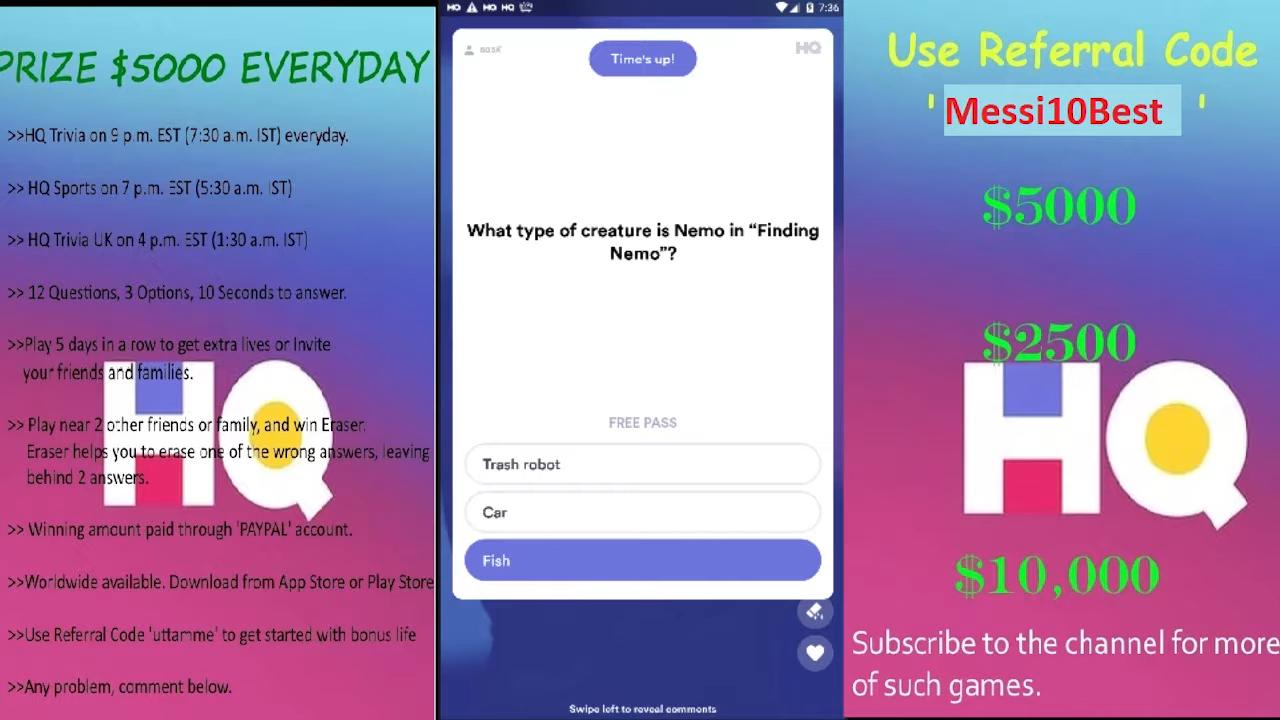 PRIZE $5000 EVERYDAY
>>HQ Trivia on 9 p.m. EST (7:30 a.m. IST) everyday.
>> HQ Sports on 7 p.m. EST (5:30 a.m. IST)
>> HQ Trivia UK on 4 p.m. EST (1:30 a.m. IST)
>> 12 Questions, 3 Options, 10 Seconds to answer.
>>Play 5 days in a row to get extra lives or Invite
your friends and families.
>> Play near 2 other friends or family, and win Eraser.
Eraser helps you to erase one of the wrong answers, leaving
behind 2 answers.
>> Winning amount paid through 'PAYPAL' account.
>>Worldwide available. Download from App Store or Play Store
>>Use Referral Code 'uttamme' to get started with bonus life
>>Any problem, comment below.
HQ
HQ HQ HQ 7:36
Time's up!
HQ
What type of creature is Nemo in “Finding
Nemo”?
FREE PASS
Trash robot
Car
Fish
Swipe left to reveal comments
Use Referral Code
' Messi10Best '
$5000
$2500
HQ
$10,000
Subscribe to the channel for more
of such games.